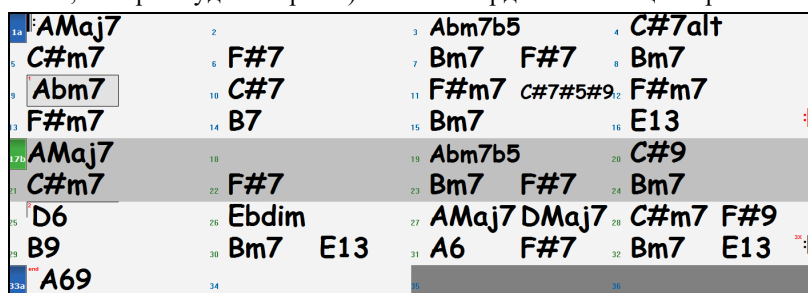 1a AMaj7 2 3 Abm7b5 4 C#7alt
5 C#m7 6 F#7 7 Bm7 F#7 8 Bm7
9 1 Abm7 10 C#7 11 F#m7 C#7#5#9 12 F#m7
13 F#m7 14 B7 15 Bm7 16 E13
17b AMaj7 18 19 Abm7b5 20 C#9
21 C#m7 22 F#7 23 Bm7 F#7 24 Bm7
25 2 D6 26 Ebdim 27 AMaj7 DMaj7 28 C#m7 F#9
29 B9 30 Bm7 E13 31 A6 F#7 32 Bm7 E13 3X
33a end A69 34 35 36